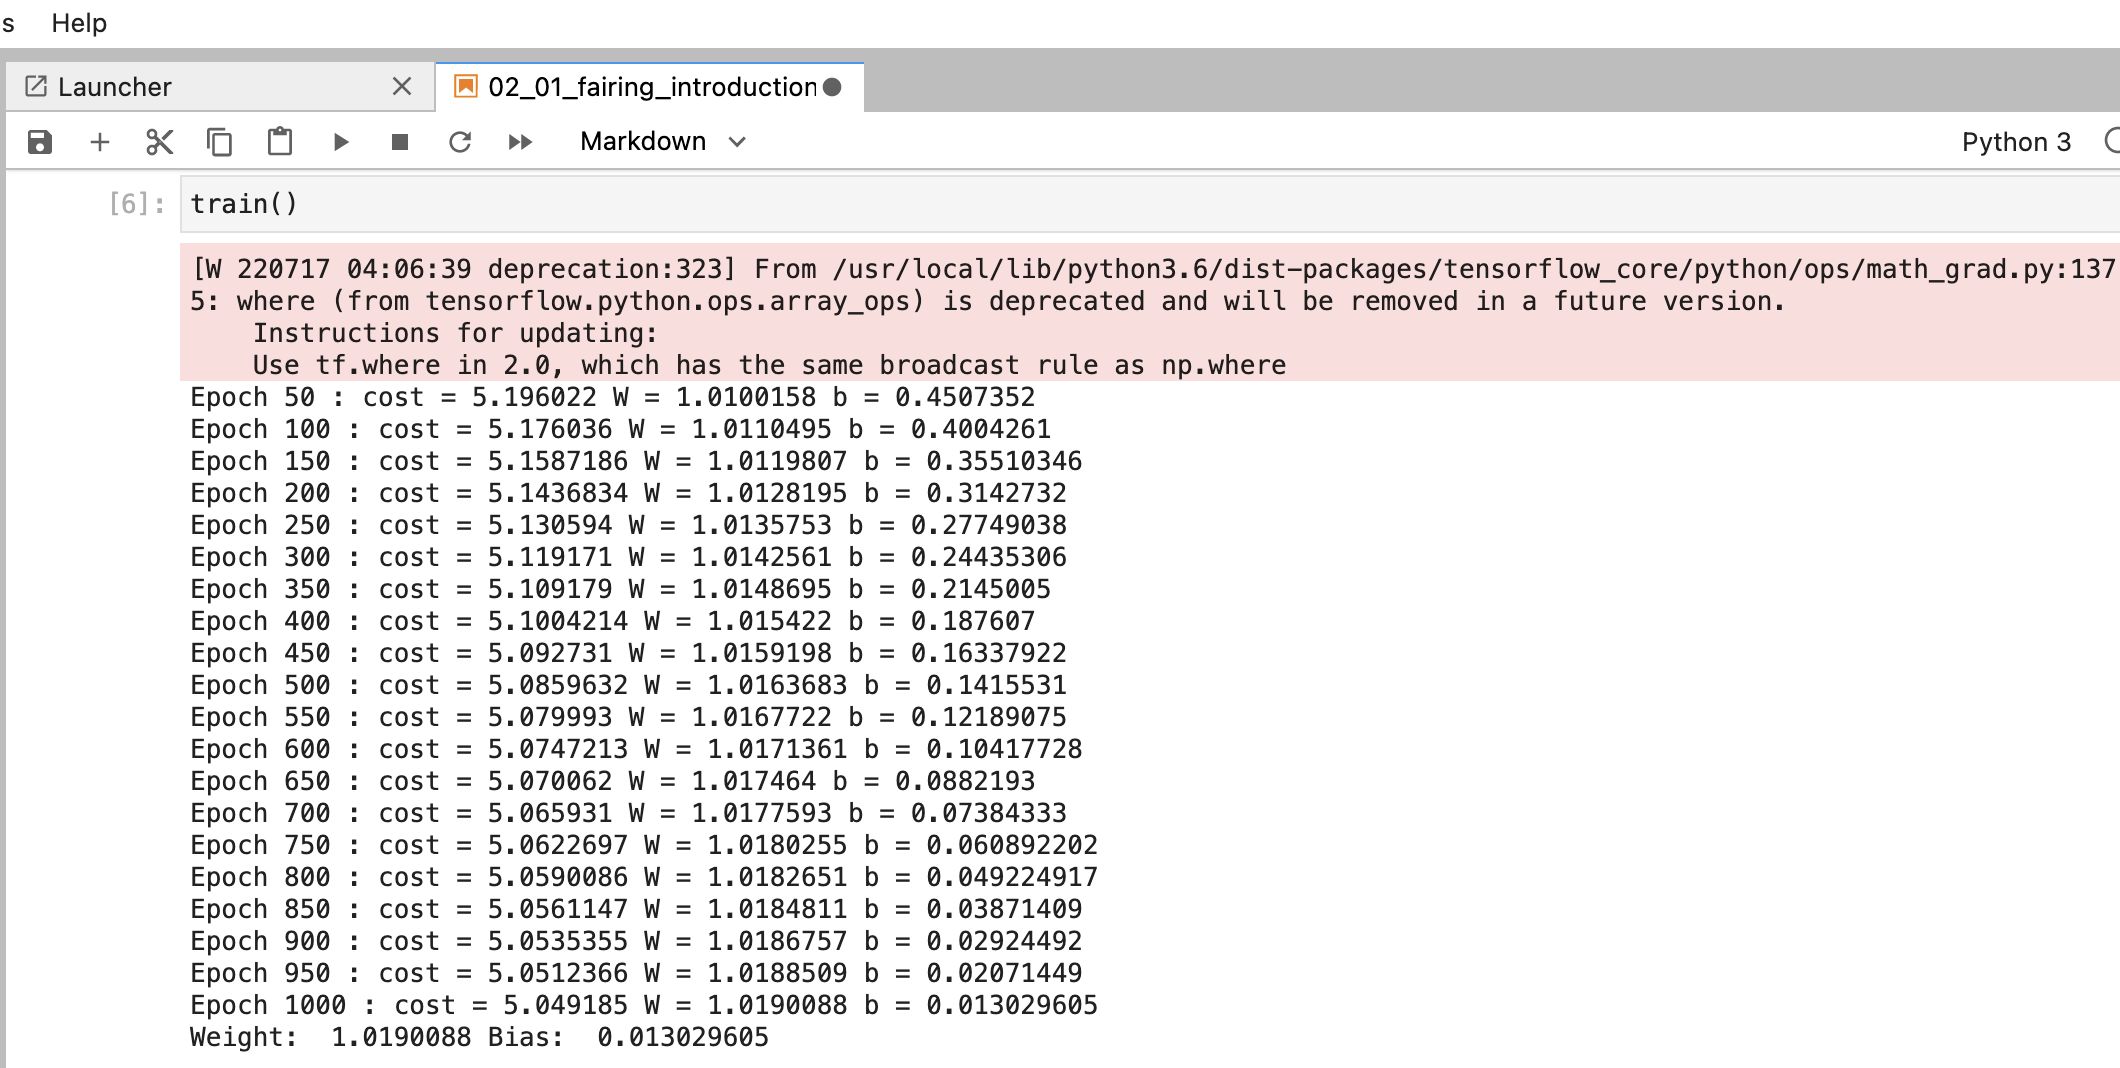 s Help
Launcher 02_01_fairing_introduction
Markdown Python 3
[6]: train()
[W 220717 04:06:39 deprecation:323] From /usr/local/lib/python3.6/dist-packages/tensorflow_core/python/ops/math_grad.py:137
5: where (from tensorflow.python.ops.array_ops) is deprecated and will be removed in a future version.
Instructions for updating:
Use tf.where in 2.0, which has the same broadcast rule as np.where
Epoch 50 : cost = 5.196022 W = 1.0100158 b = 0.4507352
Epoch 100 : cost = 5.176036 W = 1.0110495 b = 0.4004261
Epoch 150 : cost = 5.1587186 W = 1.0119807 b = 0.35510346
Epoch 200 : cost = 5.1436834 W = 1.0128195 b = 0.3142732
Epoch 250 : cost = 5.130594 W = 1.0135753 b = 0.27749038
Epoch 300 : cost = 5.119171 W = 1.0142561 b = 0.24435306
Epoch 350 : cost = 5.109179 W = 1.0148695 b = 0.2145005
Epoch 400 : cost = 5.1004214 W = 1.015422 b = 0.187607
Epoch 450 : cost = 5.092731 W = 1.0159198 b = 0.16337922
Epoch 500 : cost = 5.0859632 W = 1.0163683 b = 0.1415531
Epoch 550 : cost = 5.079993 W = 1.0167722 b = 0.12189075
Epoch 600 : cost = 5.0747213 W = 1.0171361 b = 0.10417728
Epoch 650 : cost = 5.070062 W = 1.017464 b = 0.0882193
Epoch 700 : cost = 5.065931 W = 1.0177593 b = 0.07384333
Epoch 750 : cost = 5.0622697 W = 1.0180255 b = 0.060892202
Epoch 800 : cost = 5.0590086 W = 1.0182651 b = 0.049224917
Epoch 850 : cost = 5.0561147 W = 1.0184811 b = 0.03871409
Epoch 900 : cost = 5.0535355 W = 1.0186757 b = 0.02924492
Epoch 950 : cost = 5.0512366 W = 1.0188509 b = 0.02071449
Epoch 1000 : cost = 5.049185 W = 1.0190088 b = 0.013029605
Weight:  1.0190088 Bias:  0.013029605